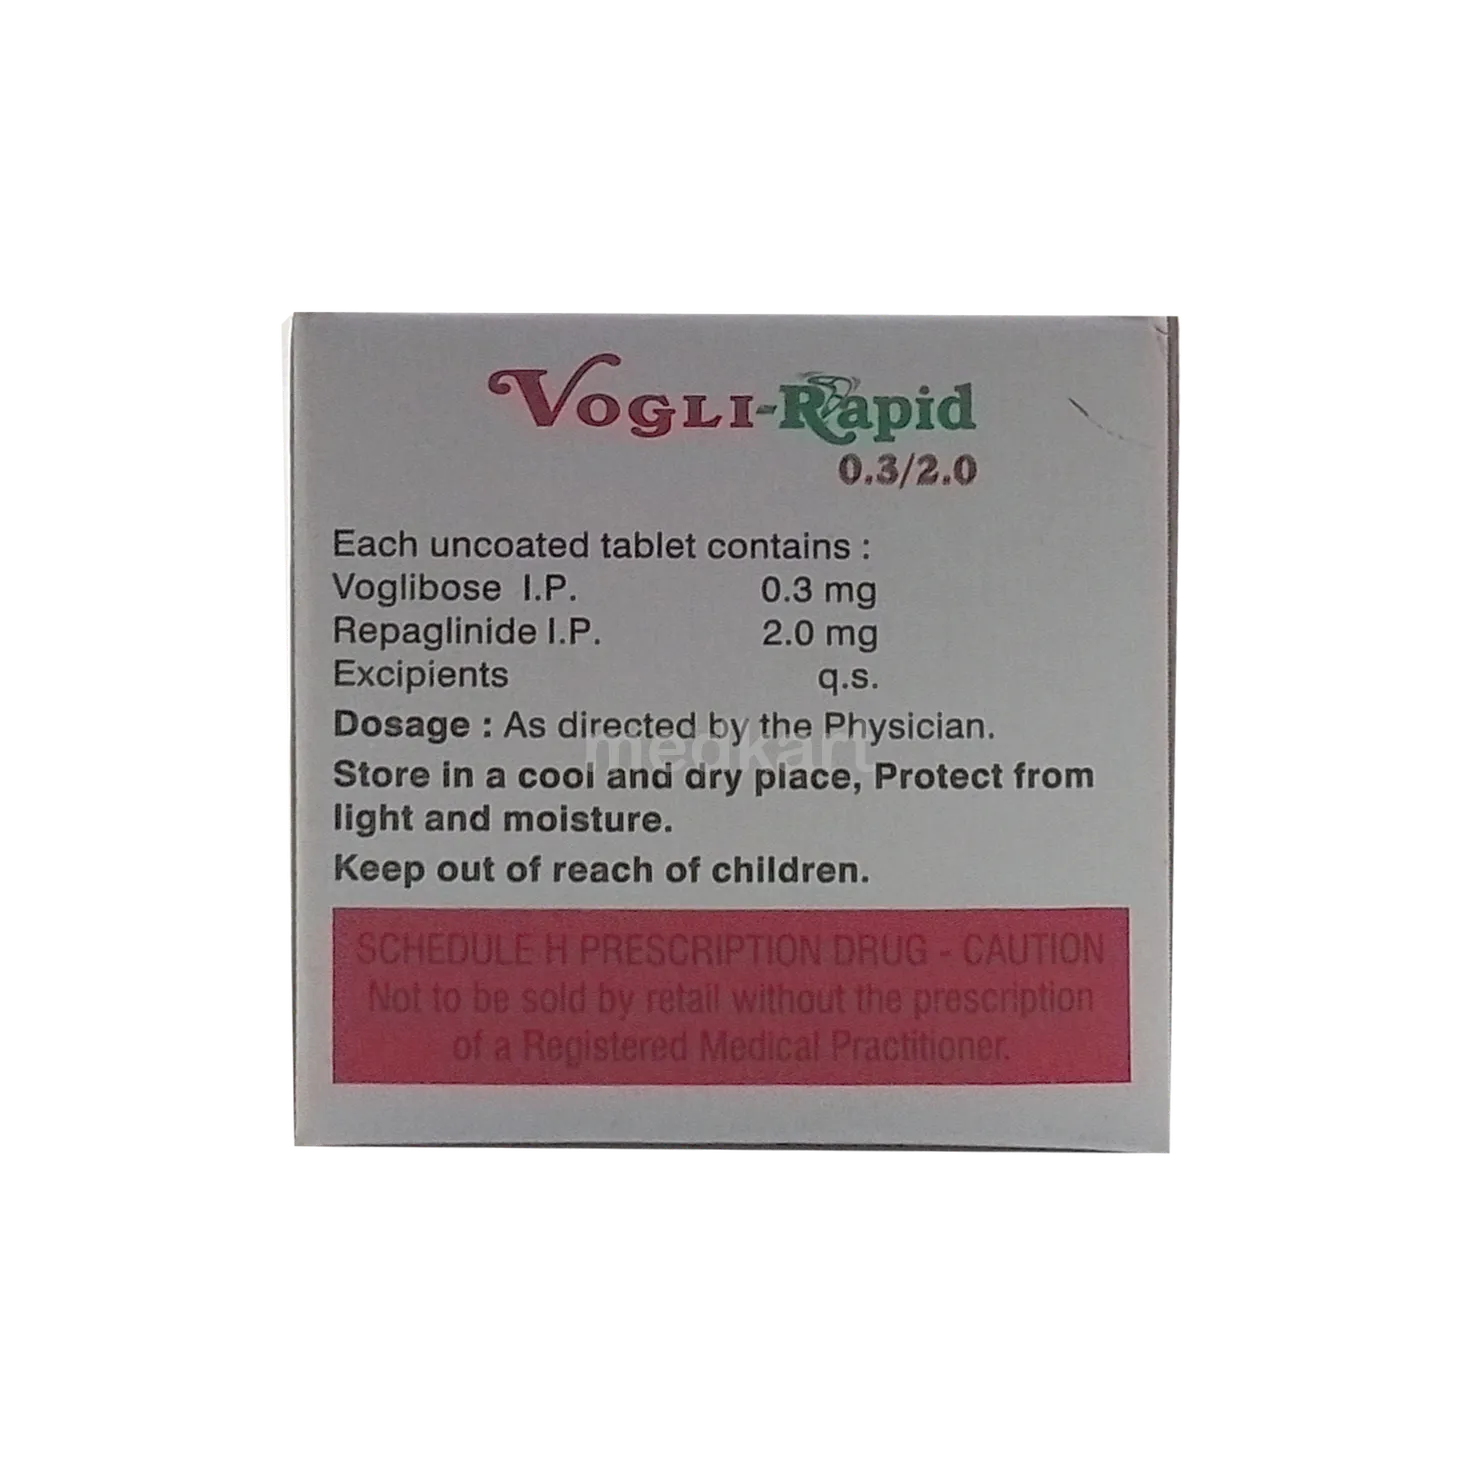 VOGLI-Rapid
0.3/2.0
Each uncoated tablet contains :
Voglibose I.P. 0.3 mg
Repaglinide I.P. 2.0 mg
Excipients q.s.
Dosage : As directed by the Physician.
medkart
Store in a cool and dry place, Protect from
light and moisture.
Keep out of reach of children.
SCHEDULE H PRESCRIPTION DRUG - CAUTION
Not to be sold by retail without the prescription
of a Registered Medical Practitioner.